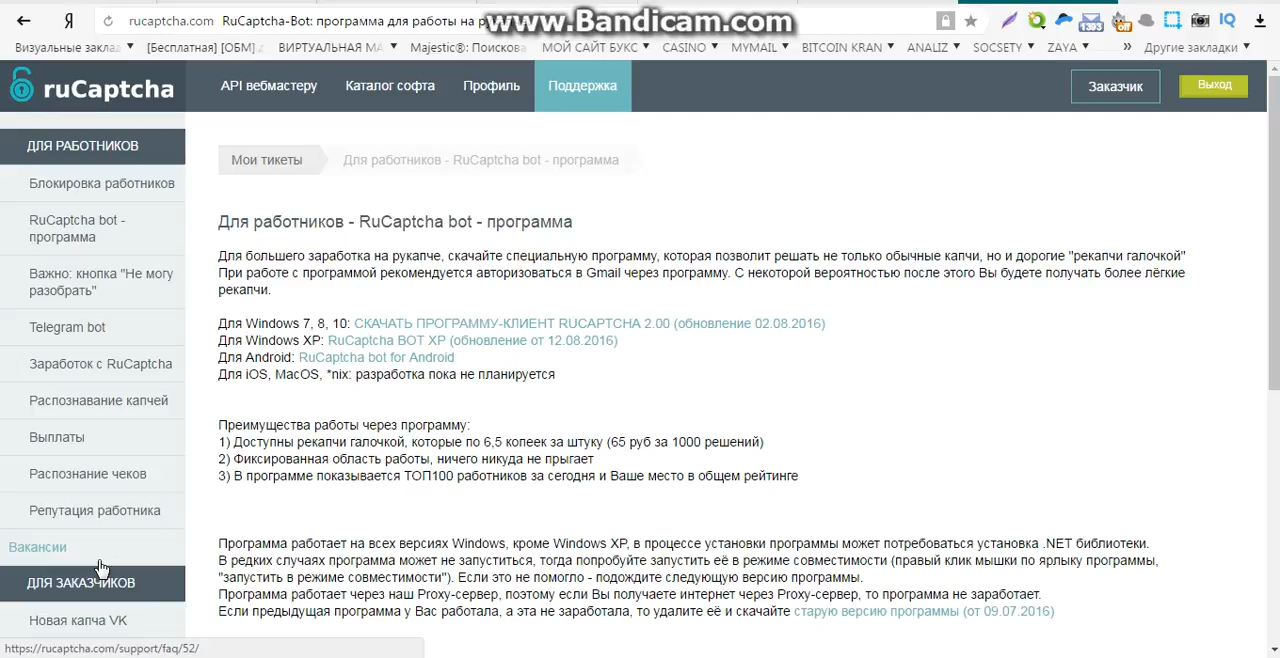 rucaptcha.com RuCaptcha-Bot: программа для работы на
www.Bandicam.com
1393
off
IQ
Визуальные заклад
[Бесплатная] [ОБМ]
ВИРТУАЛЬНАЯ МА
Majestic®: Поискова
МОЙ САЙТ БУКС
CASINO
MYMAIL
BITCOIN KRAN
ANALIZ
SOCSETY
ZAYA
»
Другие закладки
ruCaptcha
API вебмастеру
Каталог софта
Профиль
Поддержка
Заказчик
Выход
ДЛЯ РАБОТНИКОВ
Блокировка работников
RuCaptcha bot -
программа
Важно: кнопка "Не могу
разобрать"
Telegram bot
Заработок с RuCaptcha
Распознавание капчей
Выплаты
Распознание чеков
Репутация работника
Вакансии
ДЛЯ ЗАКАЗЧИКОВ
Новая капча VK
https://rucaptcha.com/support/faq/52/
Мои тикеты
Для работников - RuCaptcha bot - программа
Для работников - RuCaptcha bot - программа
Для большего заработка на рукапче, скачайте специальную программу, которая позволит решать не только обычные капчи, но и дорогие "рекапчи галочкой"
При работе с программой рекомендуется авторизоваться в Gmail через программу. С некоторой вероятностью после этого Вы будете получать более лёгкие
рекапчи.
Для Windows 7, 8, 10: СКАЧАТЬ ПРОГРАММУ-КЛИЕНТ RUCAPTCHA 2.00 (обновление 02.08.2016)
Для Windows XP: RuCaptcha BOT XP (обновление от 12.08.2016)
Для Android: RuCaptcha bot for Android
Для iOS, MacOS, *nix: разработка пока не планируется
Преимущества работы через программу:
1) Доступны рекапчи галочкой, которые по 6,5 копеек за штуку (65 руб за 1000 решений)
2) Фиксированная область работы, ничего никуда не прыгает
3) В программе показывается ТОП100 работников за сегодня и Ваше место в общем рейтинге
Программа работает на всех версиях Windows, кроме Windows XP, в процессе установки программы может потребоваться установка .NET библиотеки.
В редких случаях программа может не запуститься, тогда попробуйте запустить её в режиме совместимости (правый клик мышки по ярлыку программы,
"запустить в режиме совместимости"). Если это не помогло - подождите следующую версию программы.
Программа работает через наш Proxy-сервер, поэтому если Вы получаете интернет через Proxy-сервер, то программа не заработает.
Если предыдущая программа у Вас работала, а эта не заработала, то удалите её и скачайте старую версию программы (от 09.07.2016)